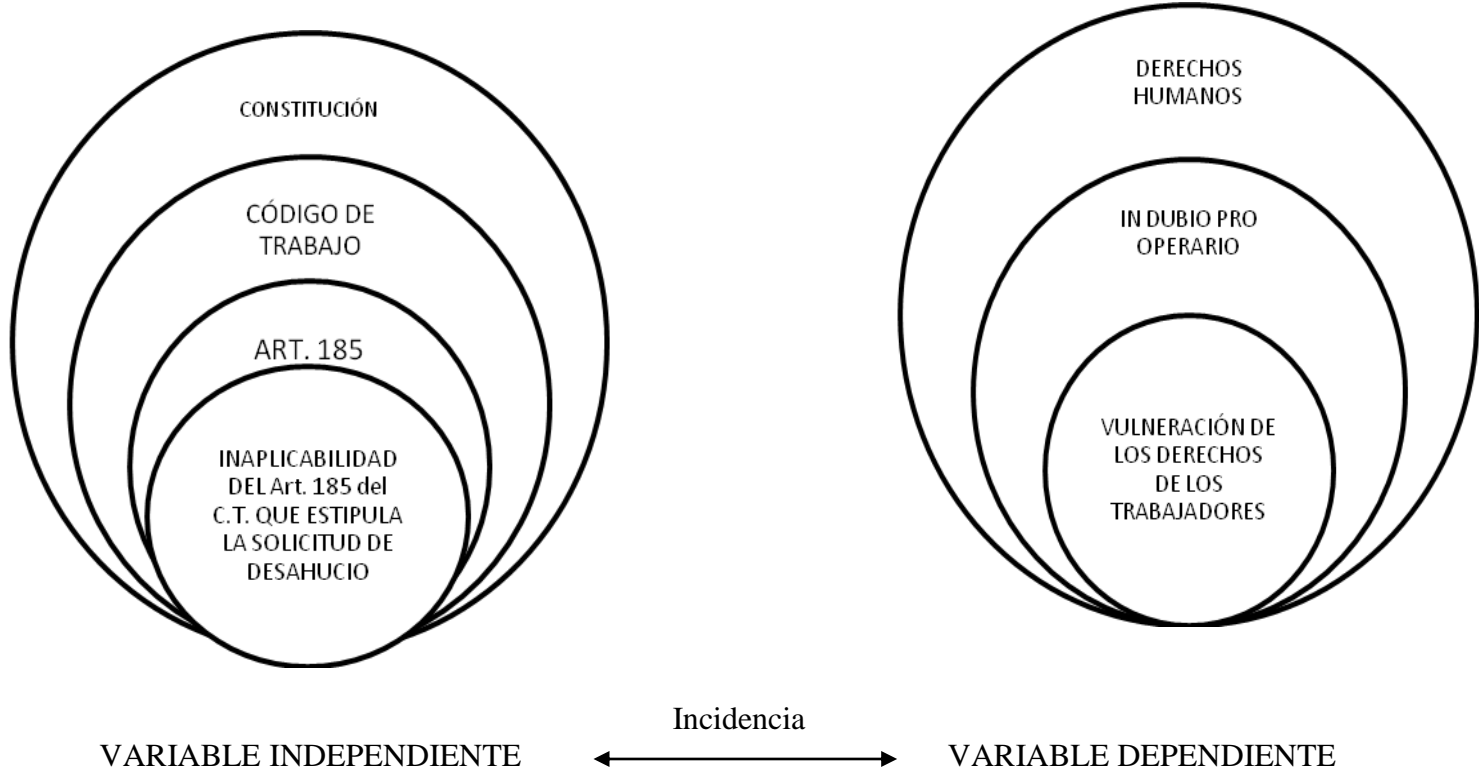 CONSTITUCIÓN
CÓDIGO DE
TRABAJO
ART. 185
INAPLICABILIDAD
DEL Art. 185 del
C.T. QUE ESTIPULA
LA SOLICITUD DE
DESAHUCIO
DERECHOS
HUMANOS
IN DUBIO PRO
OPERARIO
VULNERACIÓN DE
LOS DERECHOS
DE LOS
TRABAJADORES
Incidencia
VARIABLE INDEPENDIENTE
VARIABLE DEPENDIENTE